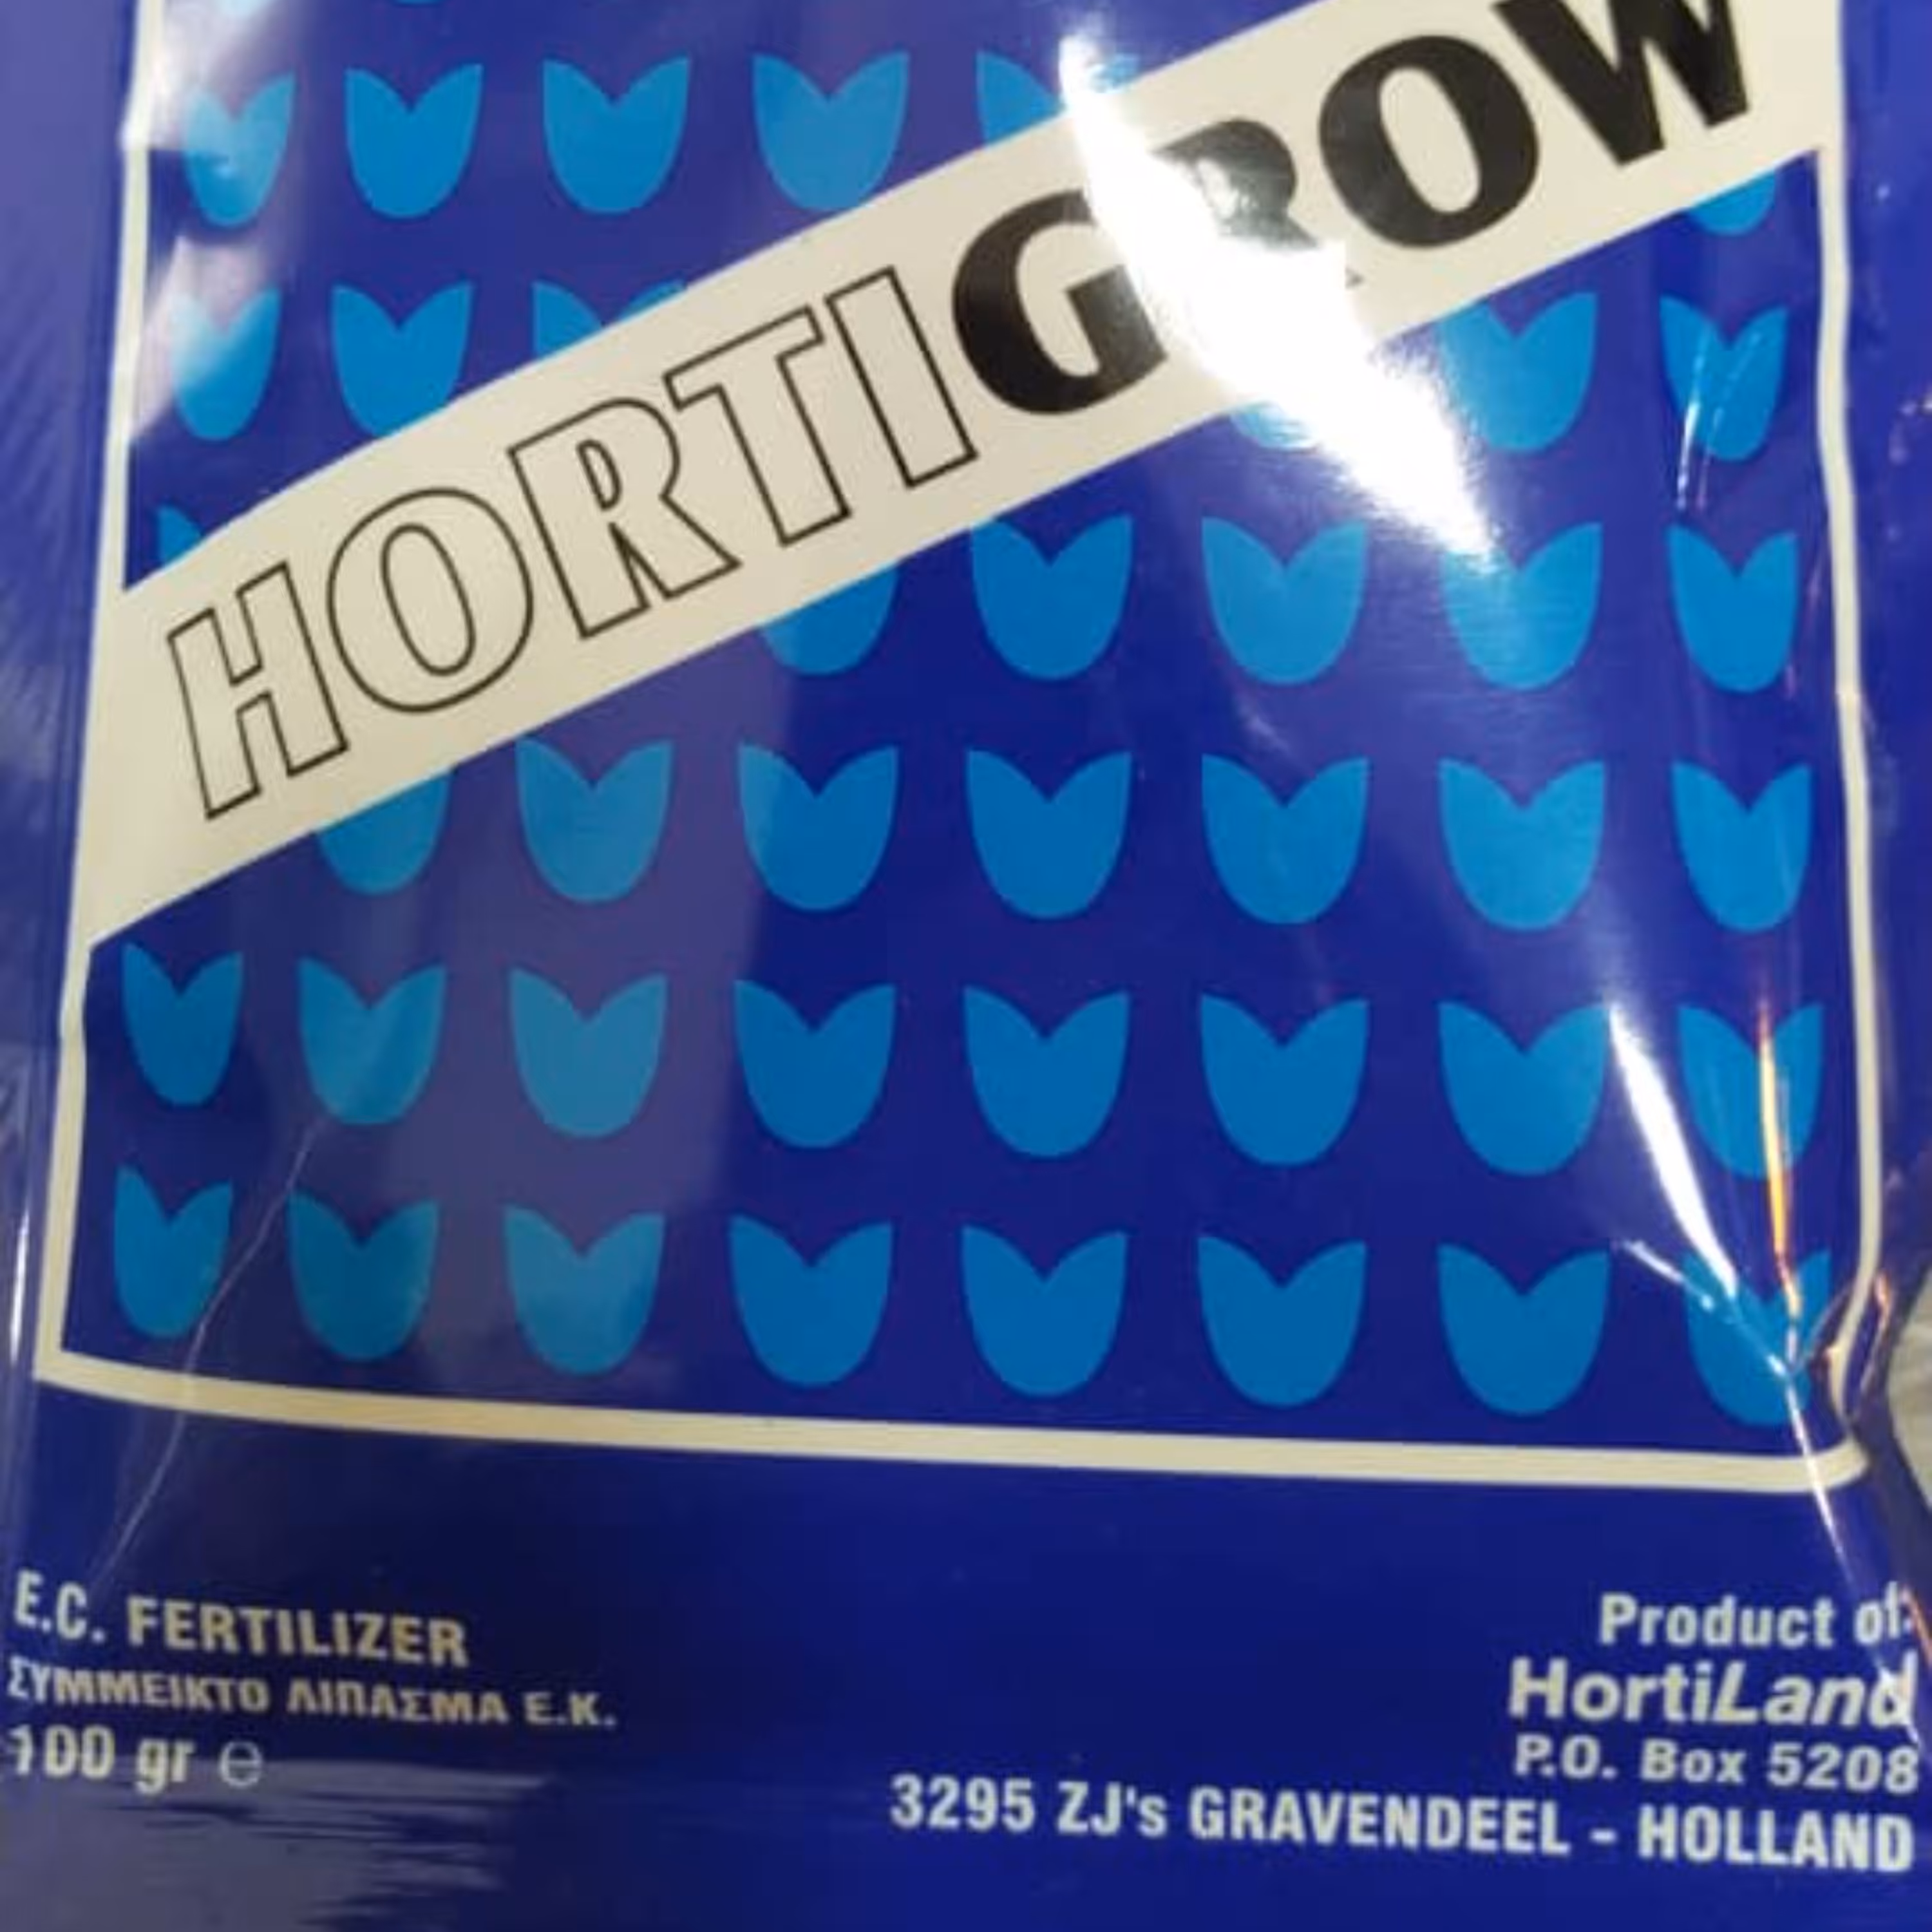 HORTIGROW
E.C. FERTILIZER
ΣΥΜΜΕΙΚΤΟ ΛΙΠΑΣΜΑ Ε.Κ.
100 gr ℮
Product of:
HortiLand
P.O. Box 5208
3295 ZJ's GRAVENDEEL - HOLLAND